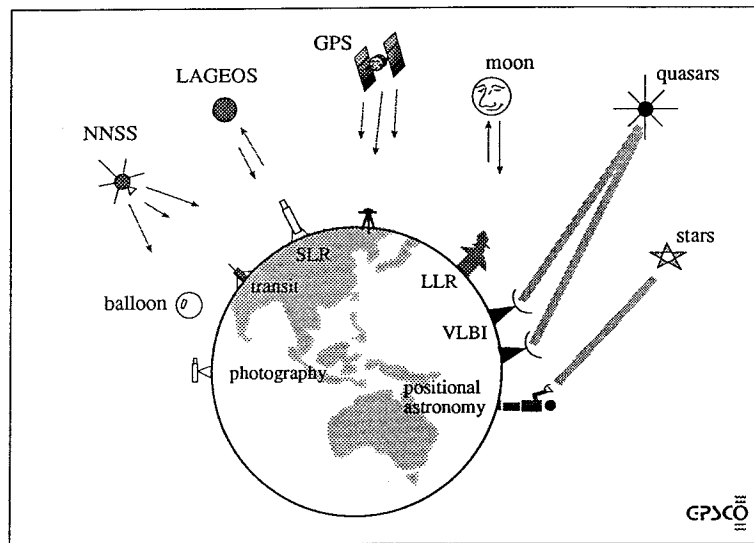 GPS
moon
LAGEOS
quasars
NNSS
stars
SLR
LLR
transit
balloon
VLBI
photography
positional
astronomy
GPSCO